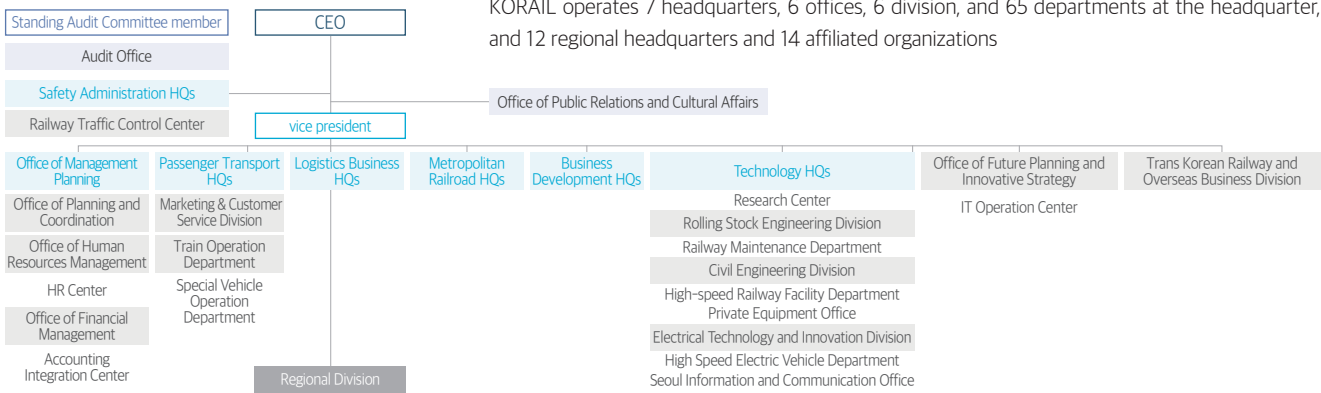 KORAIL operates 7 headquarters, 6 offices, 6 division, and 65 departments at the headquarter,
and 12 regional headquarters and 14 affiliated organizations
Standing Audit Committee member
CEO
Audit Office
Safety Administration HQs
Office of Public Relations and Cultural Affairs
Railway Traffic Control Center
vice president
Office of Management
Planning
Office of Planning and
Coordination
Office of Human
Resources Management
HR Center
Office of Financial
Management
Accounting
Integration Center
Passenger Transport
HQs
Marketing & Customer
Service Division
Train Operation
Department
Special Vehicle
Operation
Department
Logistics Business
HQs
Regional Division
Metropolitan
Railroad HQs
Business
Development HQs
Technology HQs
Research Center
Rolling Stock Engineering Division
Railway Maintenance Department
Civil Engineering Division
High-speed Railway Facility Department
Private Equipment Office
Electrical Technology and Innovation Division
High Speed Electric Vehicle Department
Seoul Information and Communication Office
Office of Future Planning and
Innovative Strategy
IT Operation Center
Trans Korean Railway and
Overseas Business Division